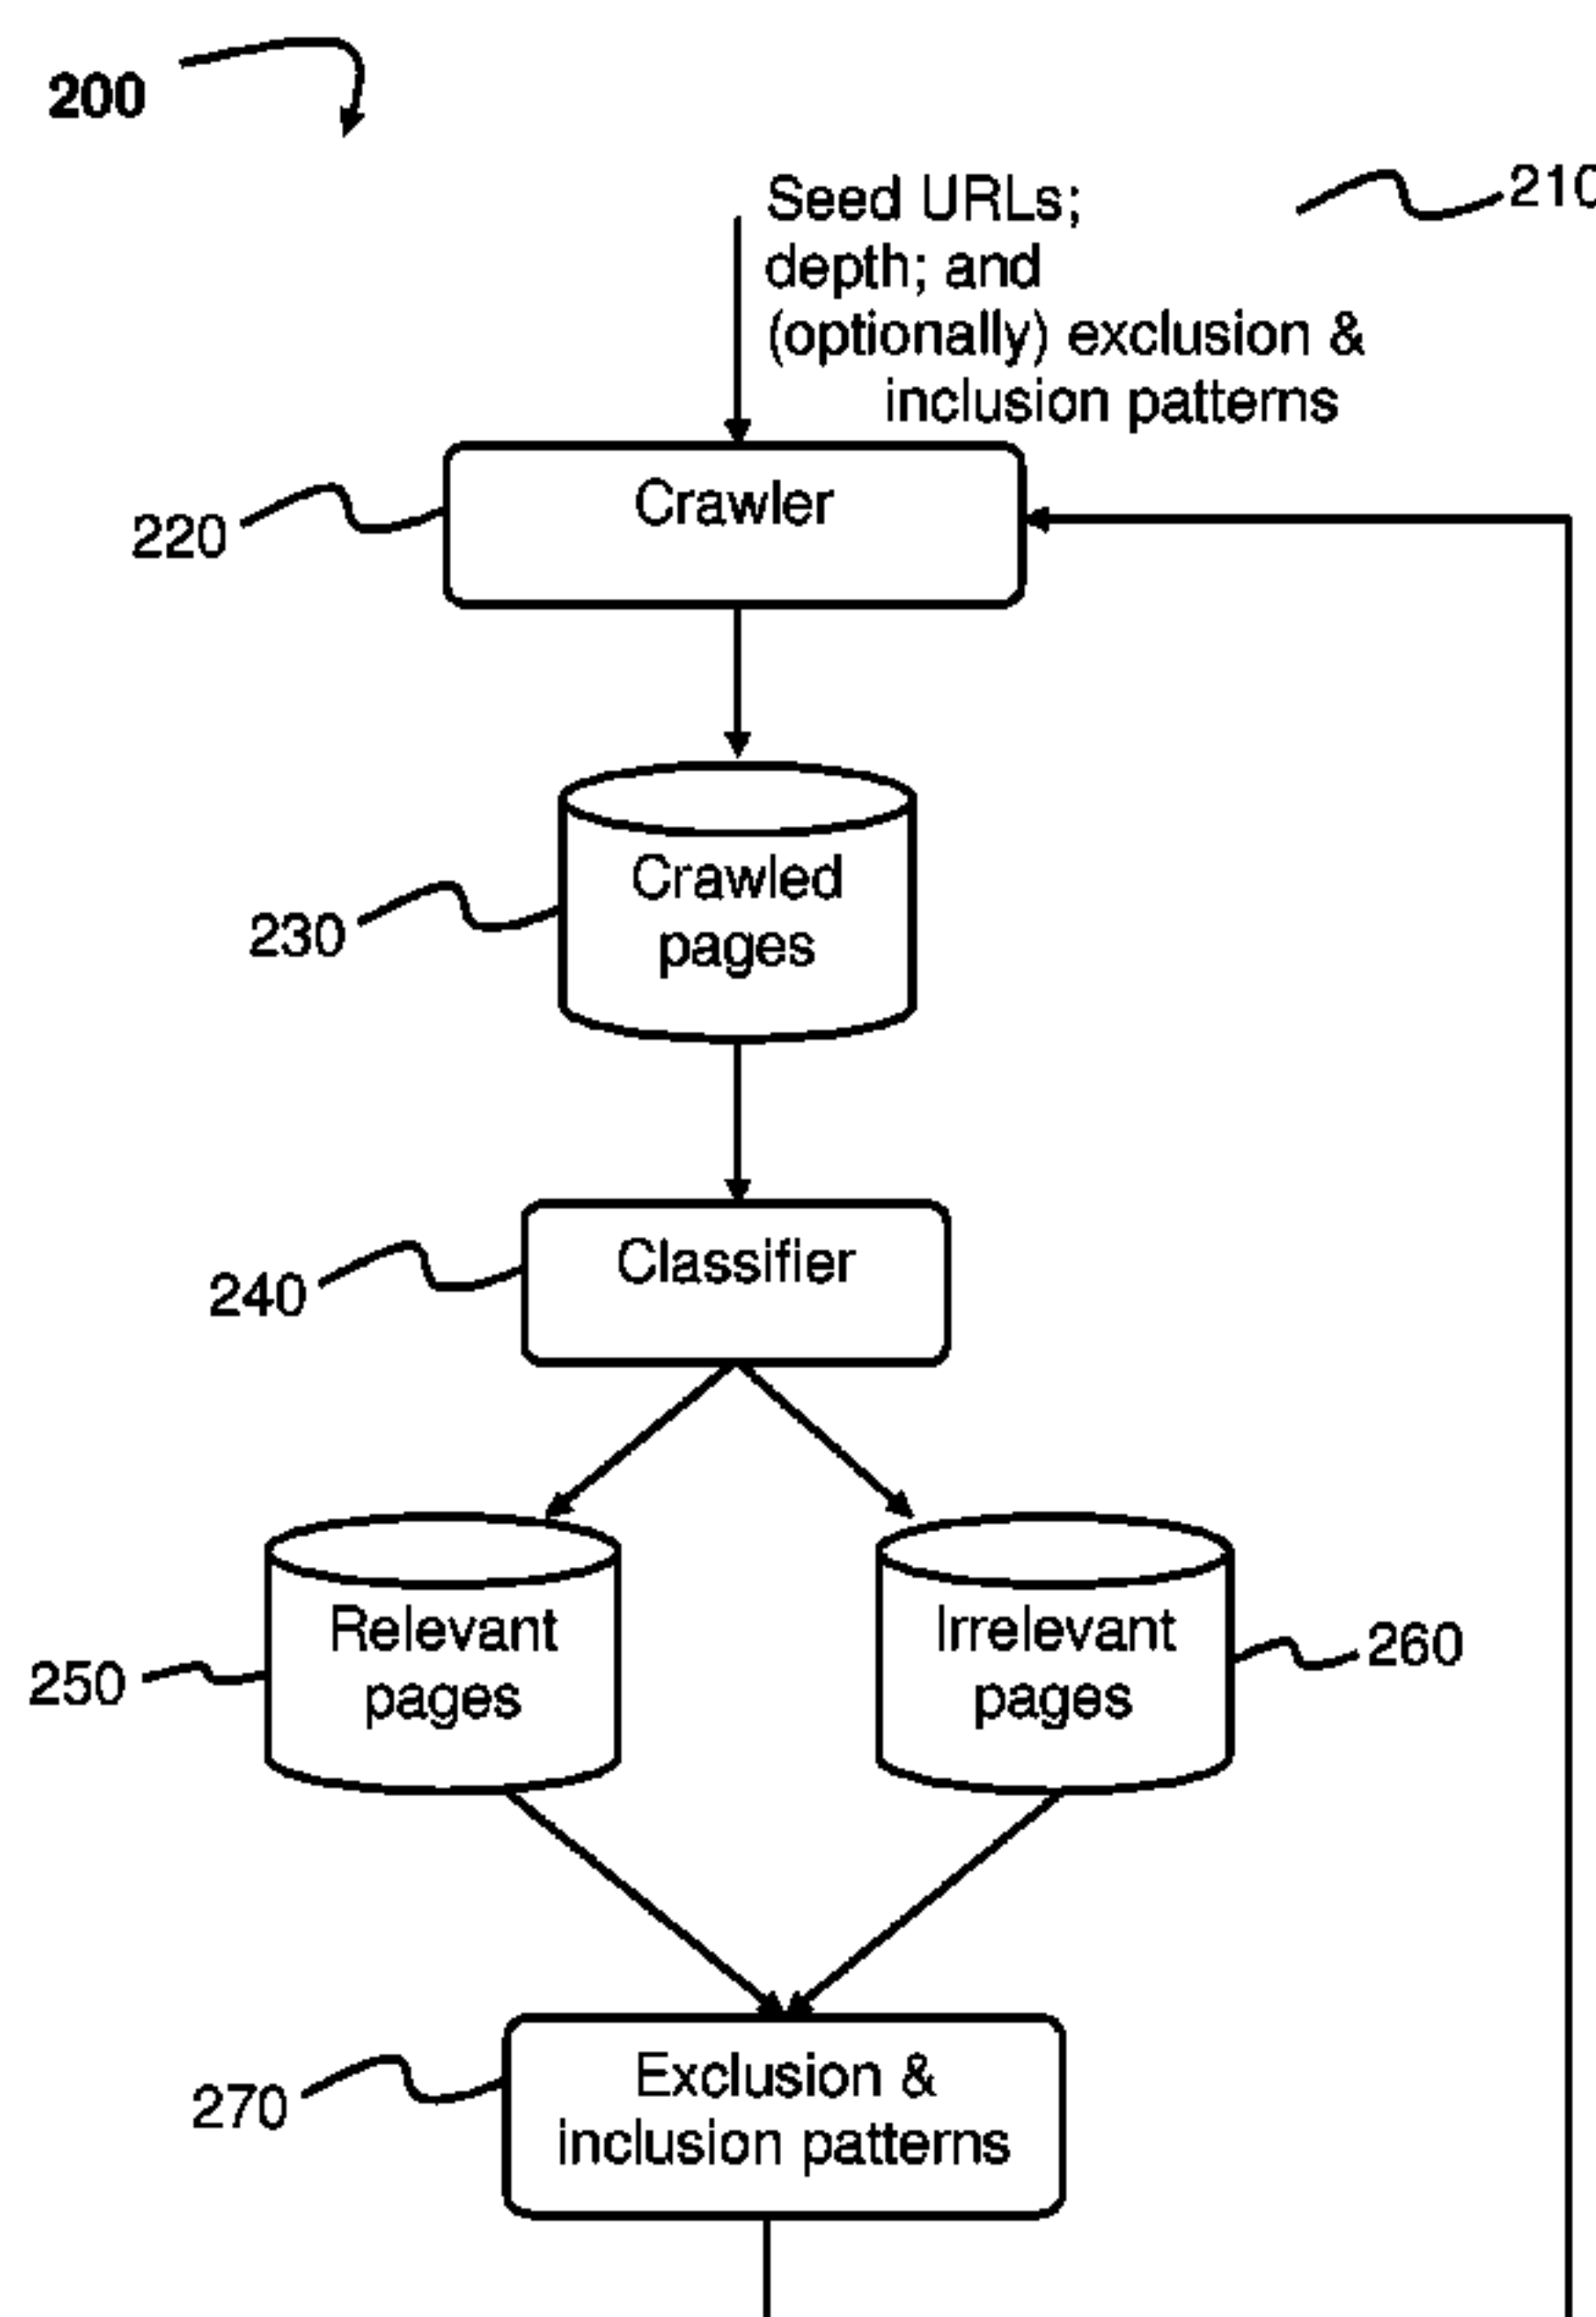 200
Seed URLs;
210
depth; and
(optionally) exclusion &
inclusion patterns
Crawler
220
Crawled
pages
230
Classifier
240
Relevant
pages
250
Irrelevant
pages
260
Exclusion &
inclusion patterns
270